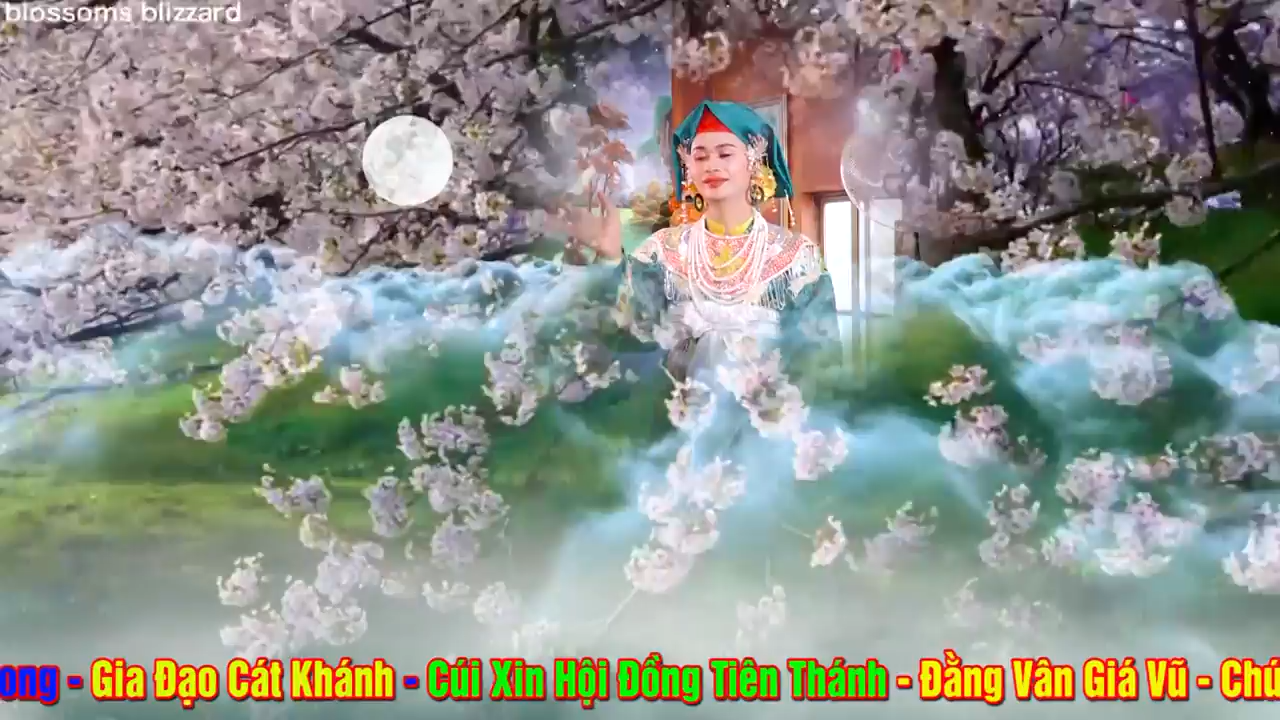 blossoms blizzard
ong - Gia Đạo Cát Khánh - Cúi Xin Hội Đồng Tiên Thánh - Đằng Vân Giá Vũ - Chú